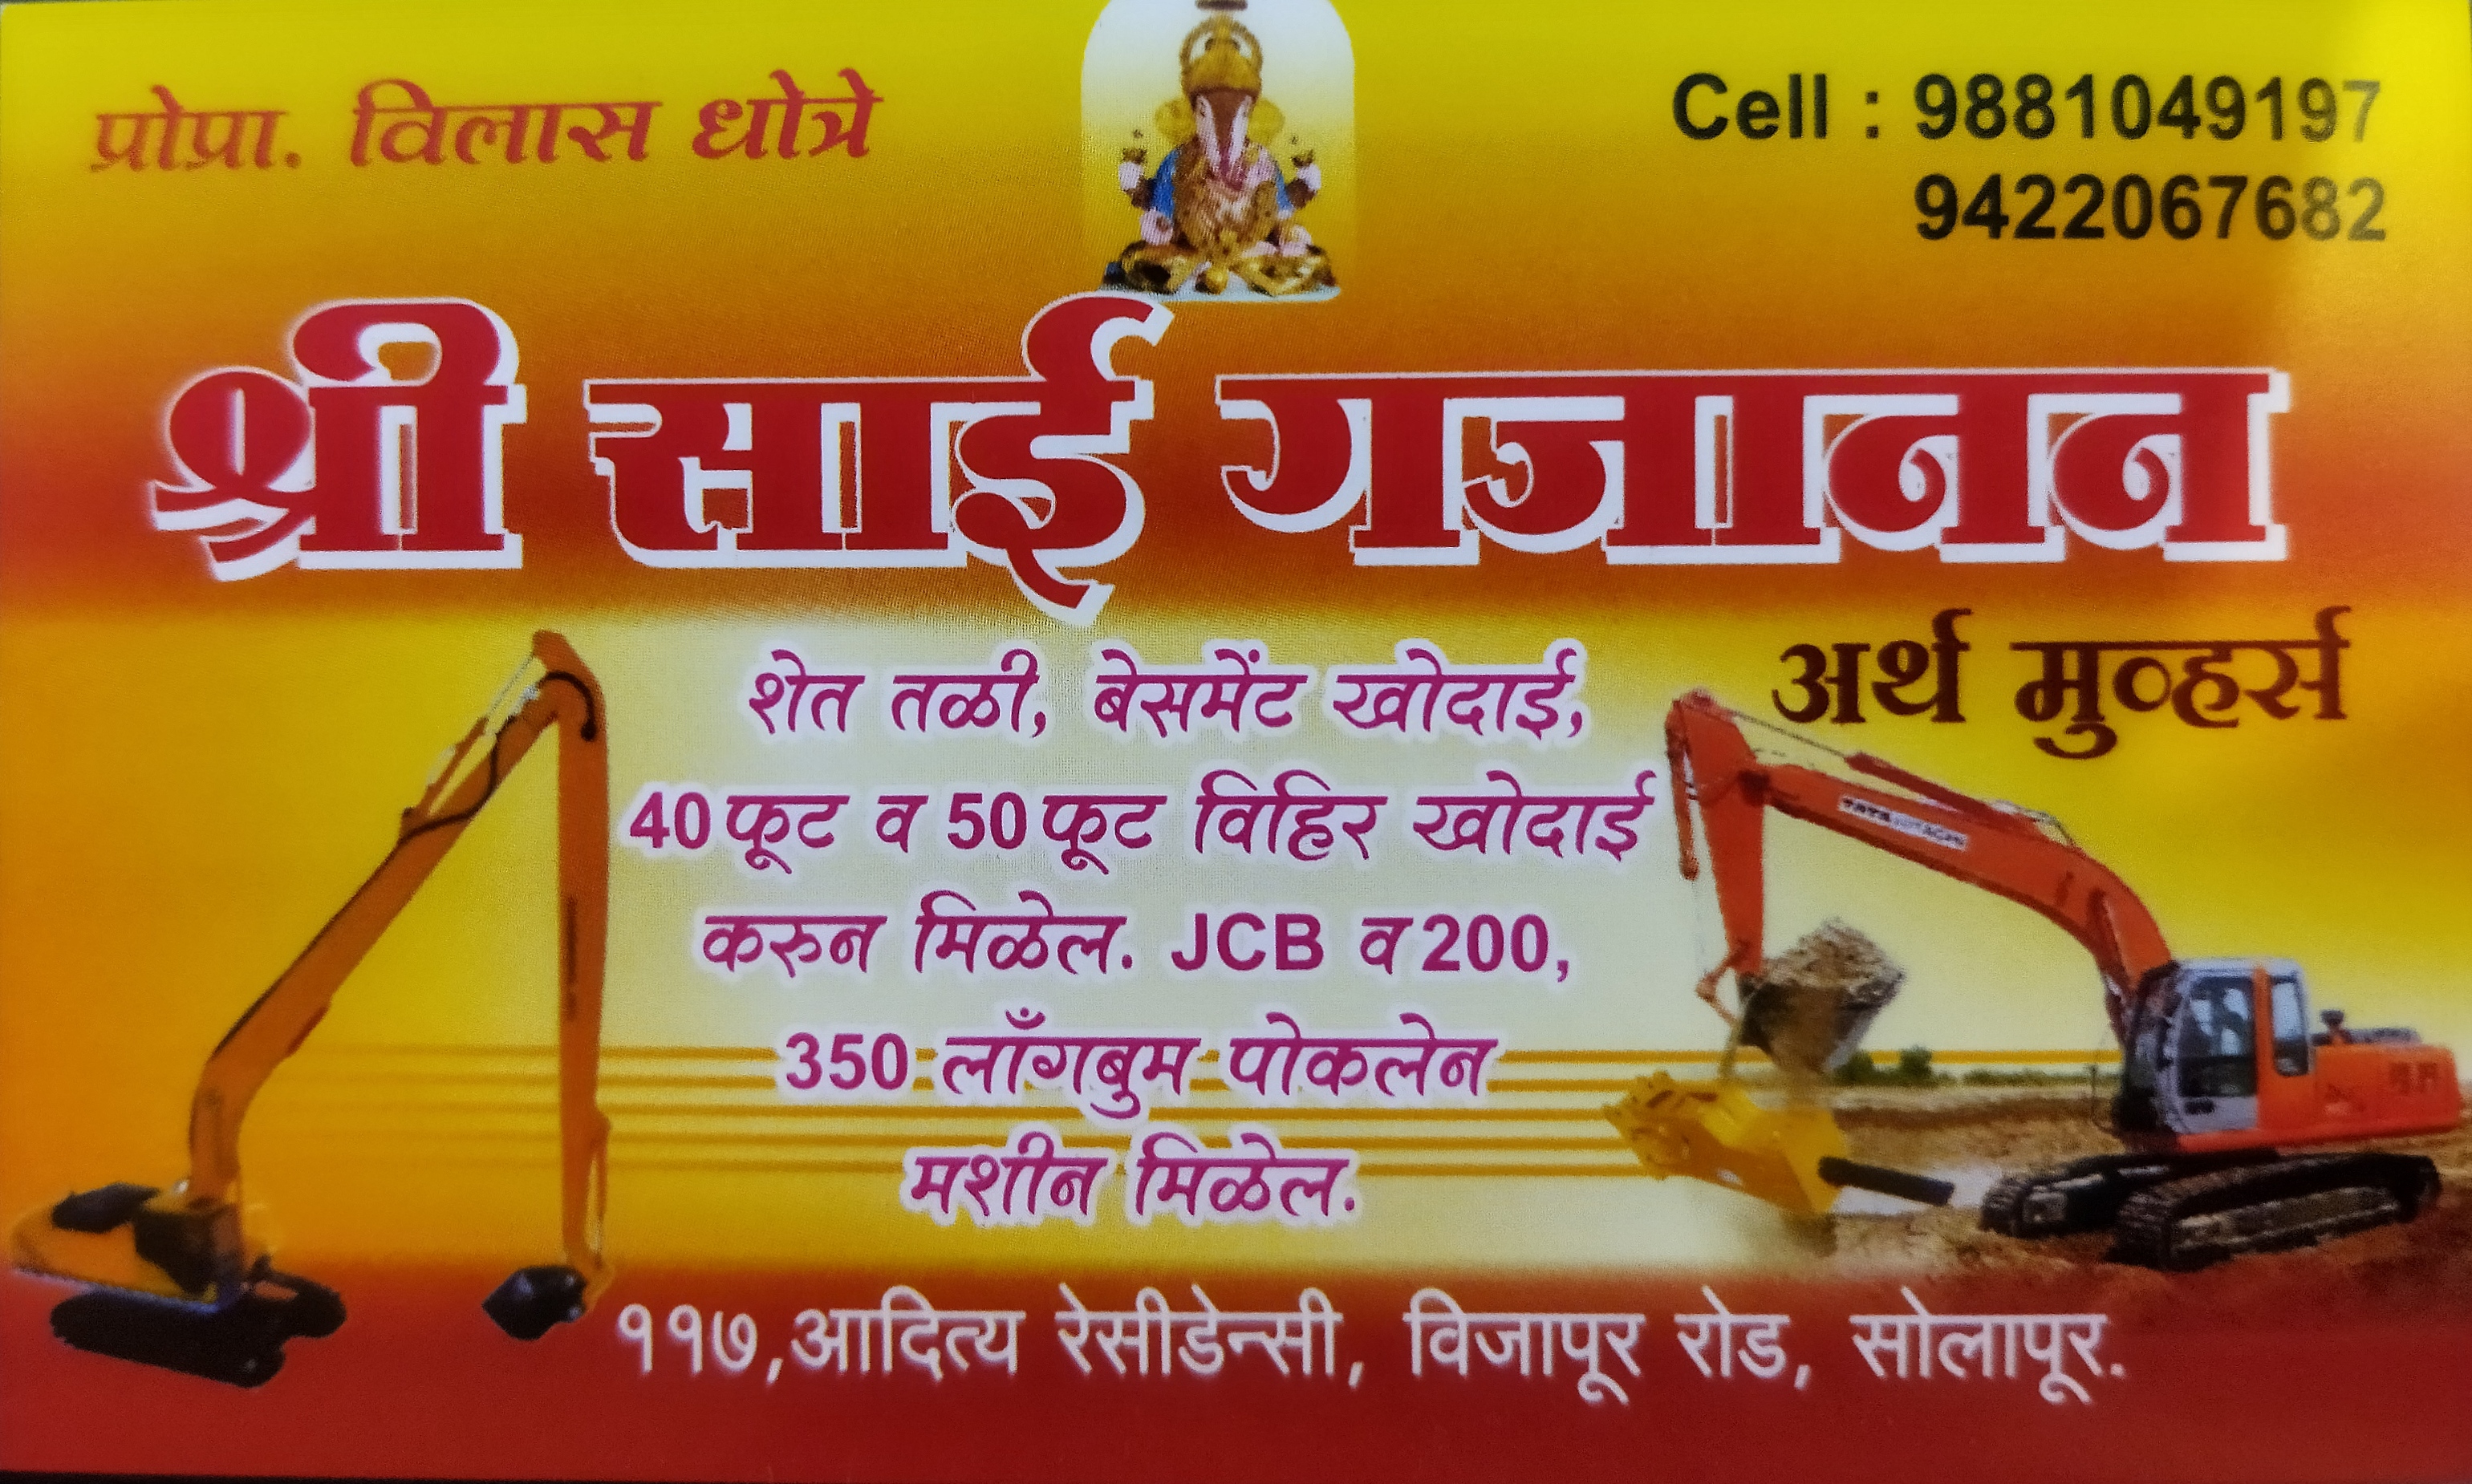 प्रोप्रा. विलास धोत्रे
Cell : 9881049197
9422067682
श्री साई गजानन
अर्थ मुव्हर्स
शेत तळी, बेसमेंट खोदाई,
40 फूट व 50 फूट विहिर खोदाई
करुन मिळेल. JCB व 200,
350 लाँगबुम पोकलेन
मशीन मिळेल.
११७,आदित्य रेसीडेन्सी, विजापूर रोड, सोलापूर.